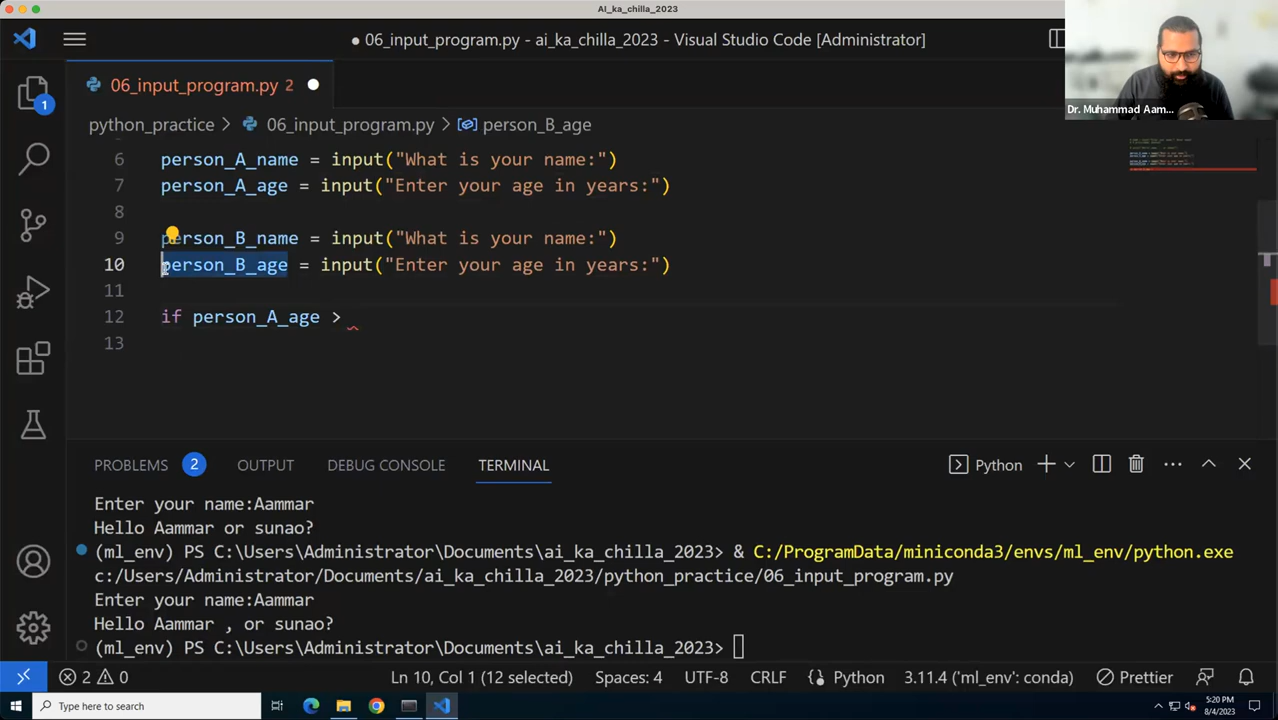 AI_ka_chilla_2023
● 06_input_program.py - ai_ka_chilla_2023 - Visual Studio Code [Administrator]
Dr. Muhammad Aam...
06_input_program.py 2
python_practice > 06_input_program.py > person_B_age
1
6 person_A_name = input("What is your name:")
7 person_A_age = input("Enter your age in years:")
8
9 person_B_name = input("What is your name:")
10 person_B_age = input("Enter your age in years:")
11
12 if person_A_age >
13
PROBLEMS 2 OUTPUT DEBUG CONSOLE TERMINAL Python
Enter your name:Aammar
Hello Aammar or sunao?
(ml_env) PS C:\Users\Administrator\Documents\ai_ka_chilla_2023> & C:/ProgramData/miniconda3/envs/ml_env/python.exe
c:/Users/Administrator/Documents/ai_ka_chilla_2023/python_practice/06_input_program.py
Enter your name:Aammar
Hello Aammar , or sunao?
(ml_env) PS C:\Users\Administrator\Documents\ai_ka_chilla_2023>
2 0 Ln 10, Col 1 (12 selected) Spaces: 4 UTF-8 CRLF Python 3.11.4 ('ml_env': conda) Prettier
Type here to search
5:20 PM
8/4/2023